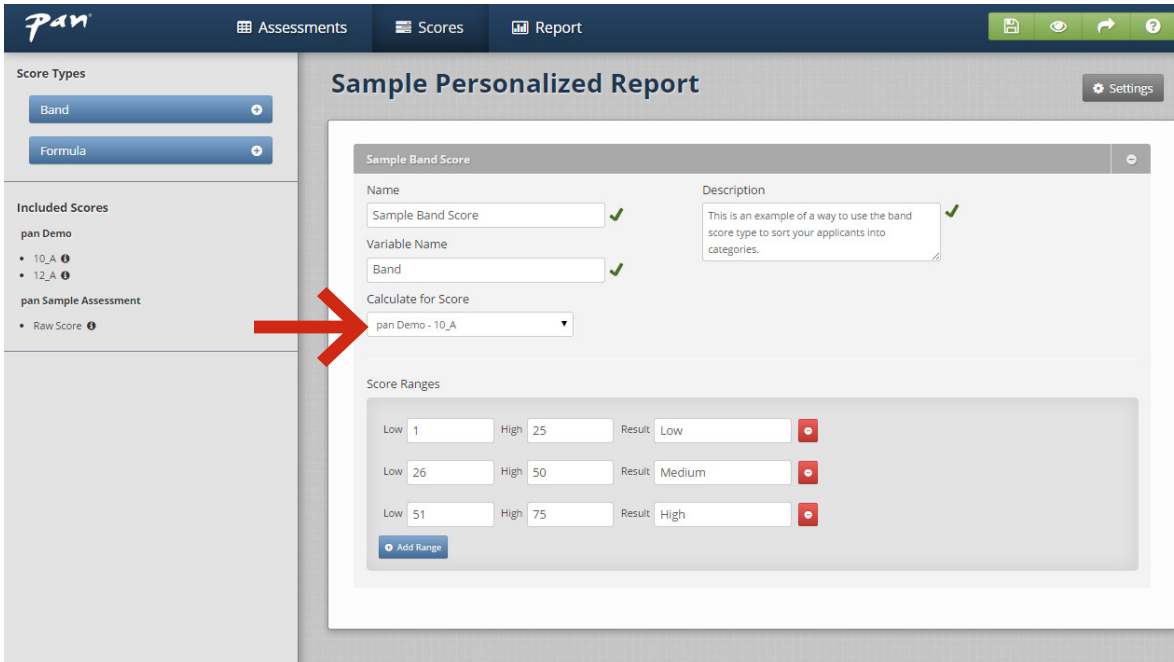 pan
Assessments
Scores
Report
Score Types
Band
Formula
Included Scores
pan Demo
10_A
12_A
pan Sample Assessment
Raw Score
Sample Personalized Report
Settings
Sample Band Score
Name
Sample Band Score
Variable Name
Band
Calculate for Score
pan Demo - 10_A
Description
This is an example of a way to use the band
score type to sort your applicants into
categories.
Score Ranges
Low 1 High 25 Result Low
Low 26 High 50 Result Medium
Low 51 High 75 Result High
Add Range